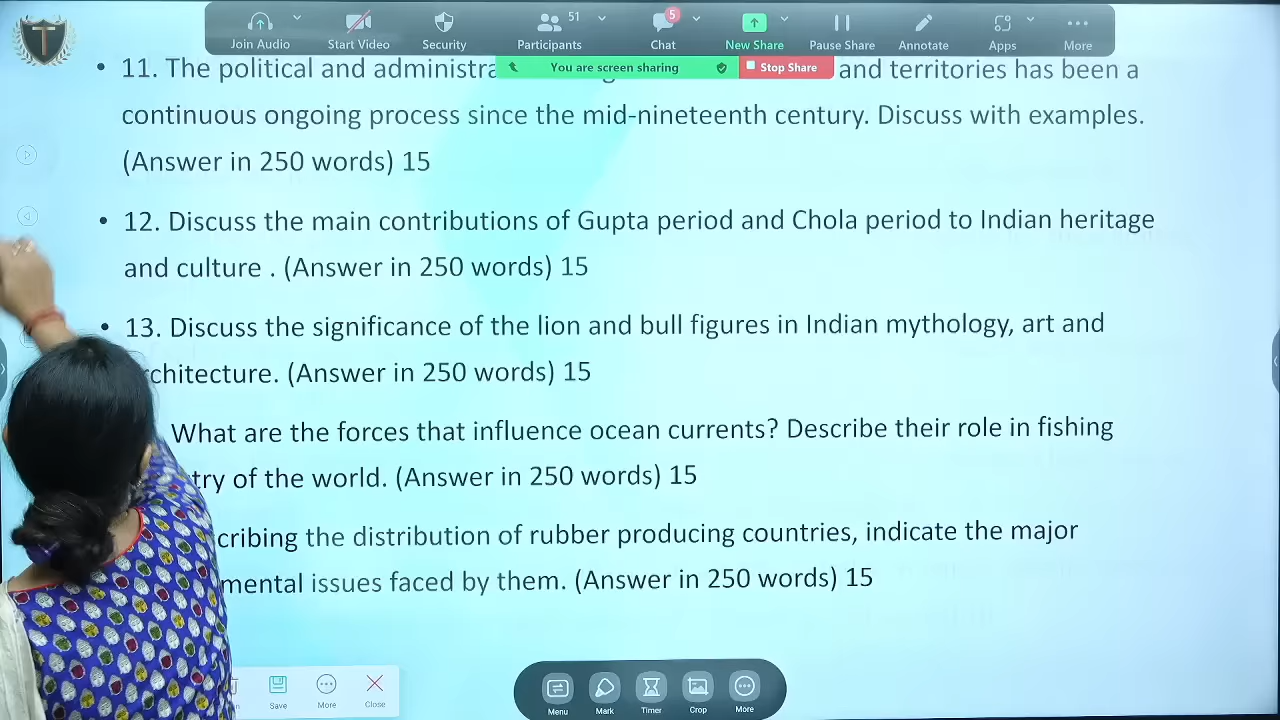 T
51
5
Join Audio
Start Video
Security
Participants
Chat
New Share
Pause Share
Annotate
Apps
More
You are screen sharing
Stop Share
• 11. The political and and territories has been a
continuous ongoing process since the mid-nineteenth century. Discuss with examples.
(Answer in 250 words) 15
• 12. Discuss the main contributions of Gupta period and Chola period to Indian heritage
and culture . (Answer in 250 words) 15
• 13. Discuss the significance of the lion and bull figures in Indian mythology, art and
chitecture. (Answer in 250 words) 15
What are the forces that influence ocean currents? Describe their role in fishing
try of the world. (Answer in 250 words) 15
cribing the distribution of rubber producing countries, indicate the major
mental issues faced by them. (Answer in 250 words) 15
Save
More
Close
Menu
Mark
Timer
Crop
More